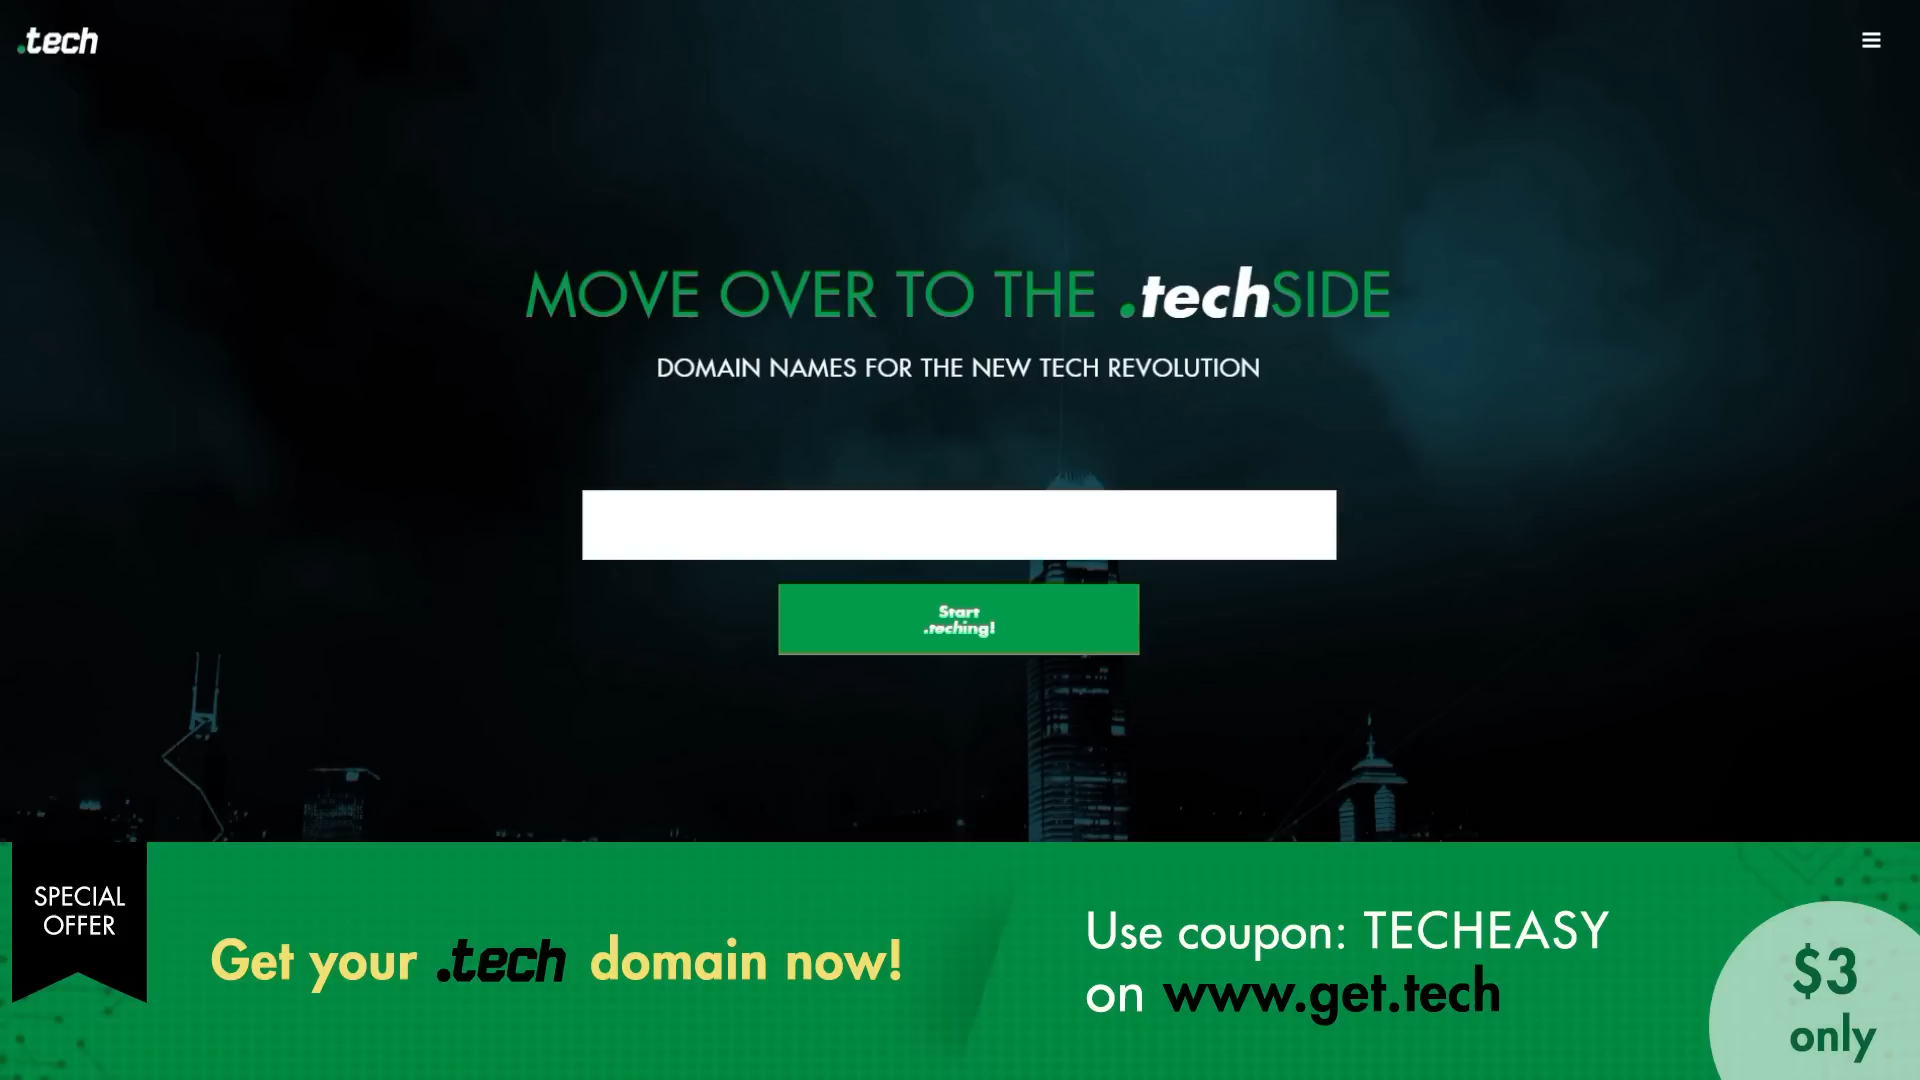 .tech
MOVE OVER TO THE .techSIDE
DOMAIN NAMES FOR THE NEW TECH REVOLUTION
Start
.teching!
SPECIAL
OFFER
Get your .tech domain now!
Use coupon: TECHEASY
on www.get.tech
$3
only